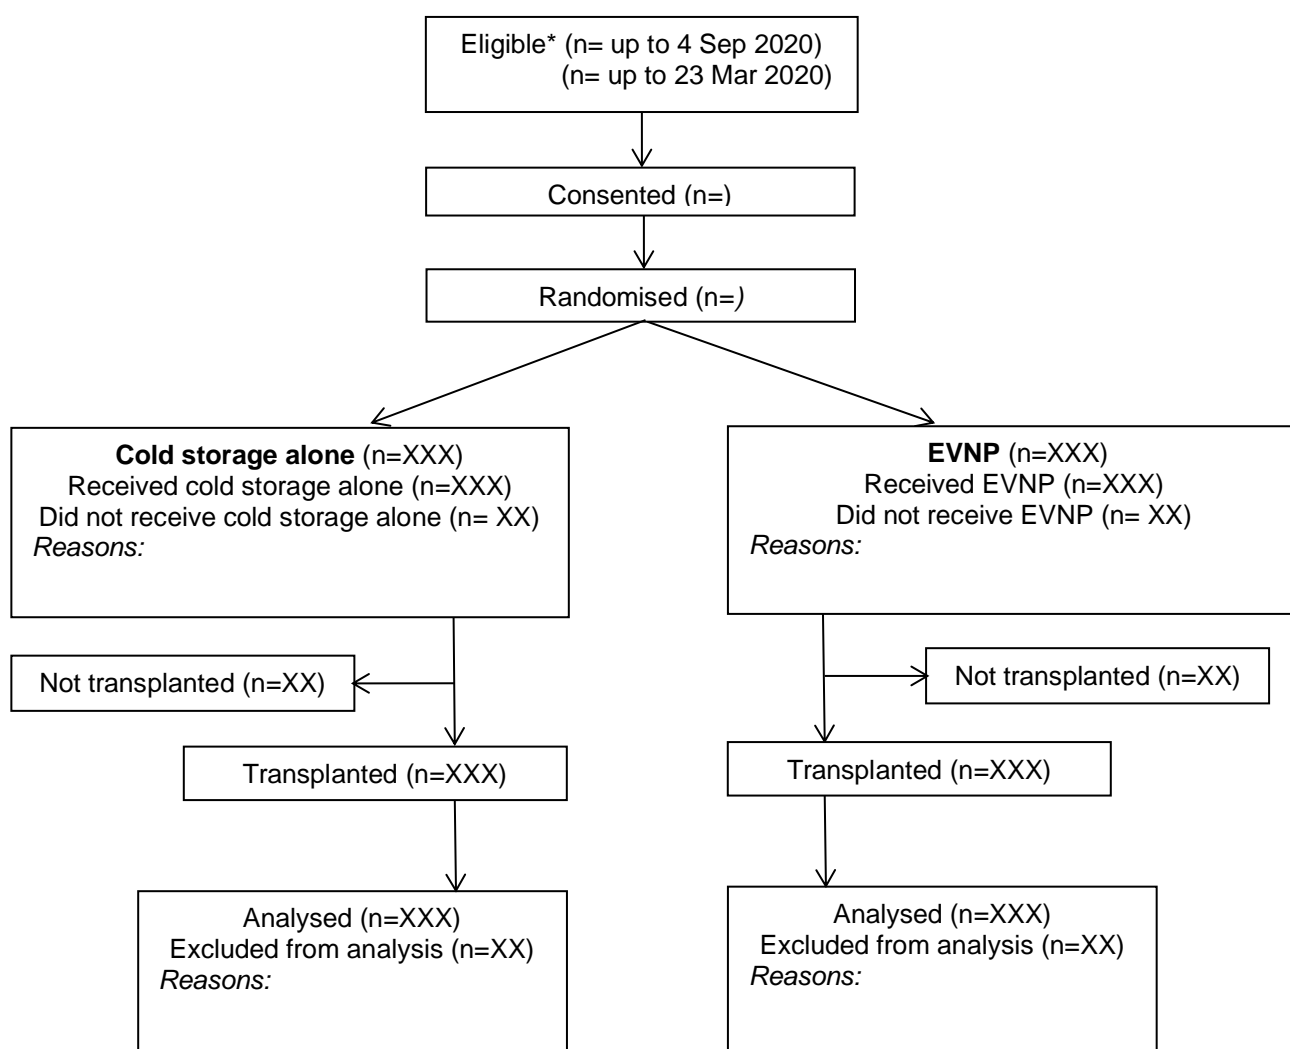 Eligible* (n= up to 4 Sep 2020)
(n= up to 23 Mar 2020)
Consented (n=)
Randomised (n=)
Cold storage alone (n=XXX)
Received cold storage alone (n=XXX)
Did not receive cold storage alone (n= XX)
Reasons:
EVNP (n=XXX)
Received EVNP (n=XXX)
Did not receive EVNP (n= XX)
Reasons:
Not transplanted (n=XX)
Not transplanted (n=XX)
Transplanted (n=XXX)
Transplanted (n=XXX)
Analysed (n=XXX)
Excluded from analysis (n=XX)
Reasons:
Analysed (n=XXX)
Excluded from analysis (n=XX)
Reasons: